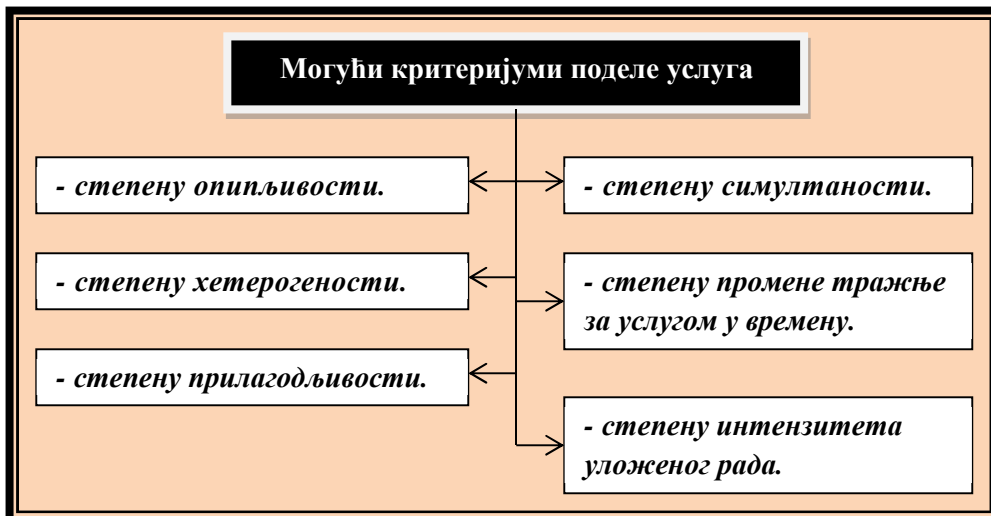 Могући критеријуми поделе услуга
- степену опипљивости.
- степену симултаности.
- степену хетерогености.
- степену промене тражње
за услугом у времену.
- степену прилагодљивости.
- степену интензитета
уложеног рада.